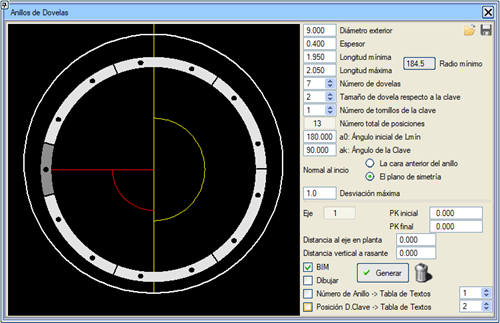 Anillos de Dovelas
9.000 Diámetro exterior
0.400 Espesor
1.950 Longitud mínima
184.5 Radio mínimo
2.050 Longitud máxima
7 Número de dovelas
2 Tamaño de dovela respecto a la clave
1 Número de tornillos de la clave
13 Número total de posiciones
180.000 a0: Ángulo inicial de Lmín
90.000 ak: Ángulo de la Clave
Normal al incio
La cara anterior del anillo
El plano de simetría
1.0 Desviación máxima
Eje 1 PK inicial 0.000
PK final 0.000
Distancia al eje en planta 0.000
Distancia vertical a rasante 0.000
BIM
Generar
Dibujar
Número de Anillo -> Tabla de Textos 1
Posición D.Clave -> Tabla de Textos 2